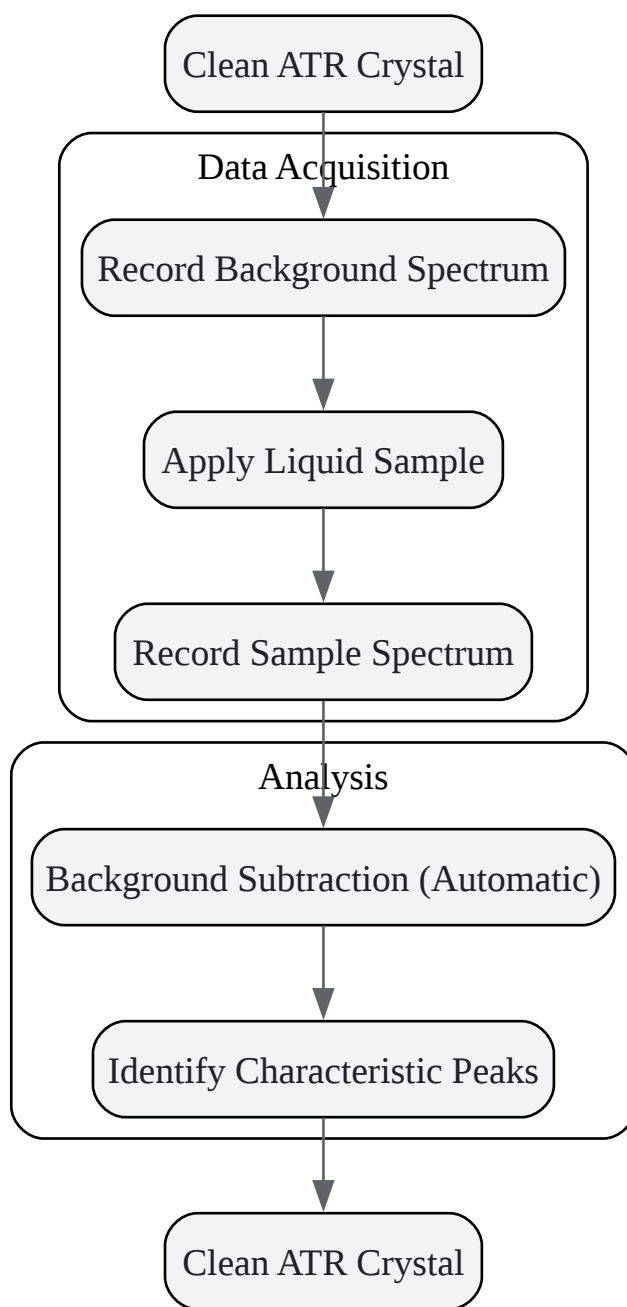 Clean ATR Crystal
Data Acquisition
Record Background Spectrum
Apply Liquid Sample
Record Sample Spectrum
Analysis
Background Subtraction (Automatic)
Identify Characteristic Peaks
Clean ATR Crystal